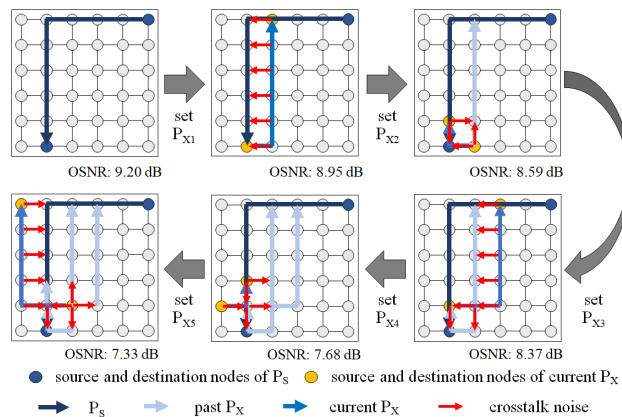 OSNR: 9.20 dB
set
PX1
OSNR: 8.95 dB
set
PX2
OSNR: 8.59 dB
set
PX3
OSNR: 8.37 dB
set
PX4
OSNR: 7.68 dB
set
PX5
OSNR: 7.33 dB
source and destination nodes of PS
source and destination nodes of current PX
PS
past PX
current PX
crosstalk noise